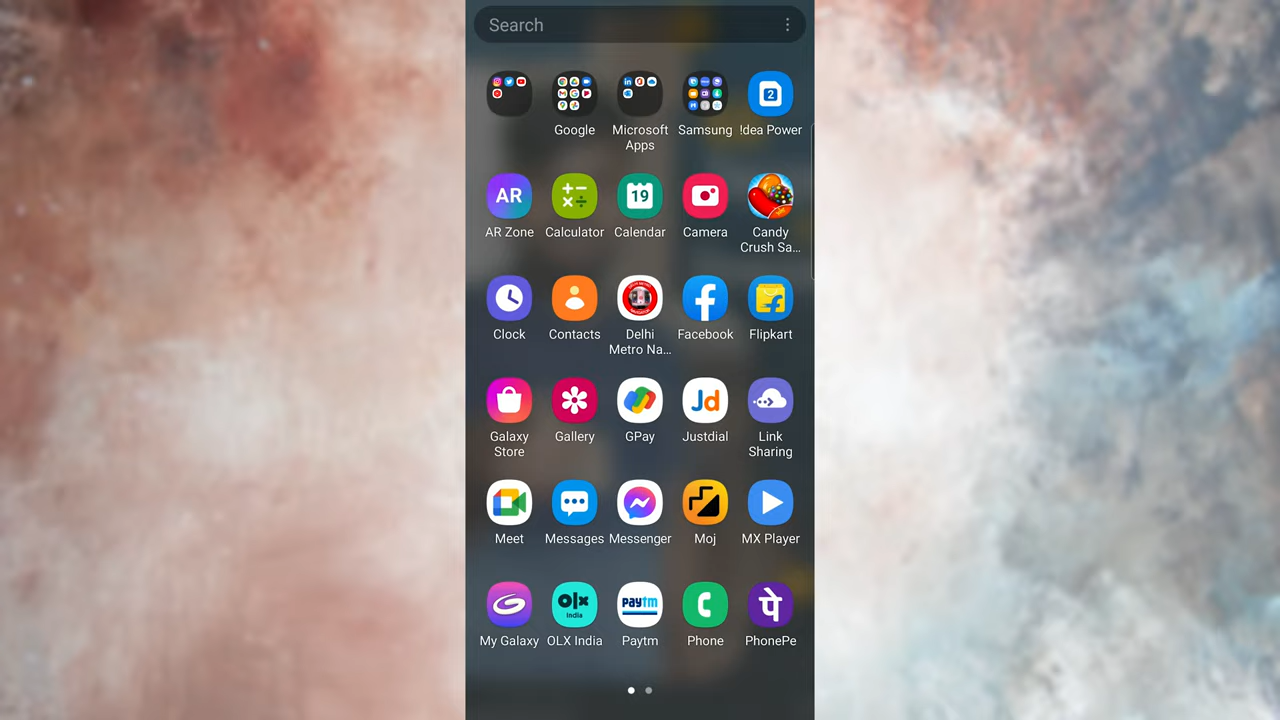 Search
2
Google
Microsoft
Apps
Samsung
!dea Power
AR
19
AR Zone
Calculator
Calendar
Camera
Candy
Crush Sa...
Clock
Contacts
Delhi
Metro Na...
Facebook
Flipkart
Jd
Galaxy
Store
Gallery
GPay
Justdial
Link
Sharing
Meet
Messages
Messenger
Moj
MX Player
olx
India
paytm
पे
My Galaxy
OLX India
Paytm
Phone
PhonePe